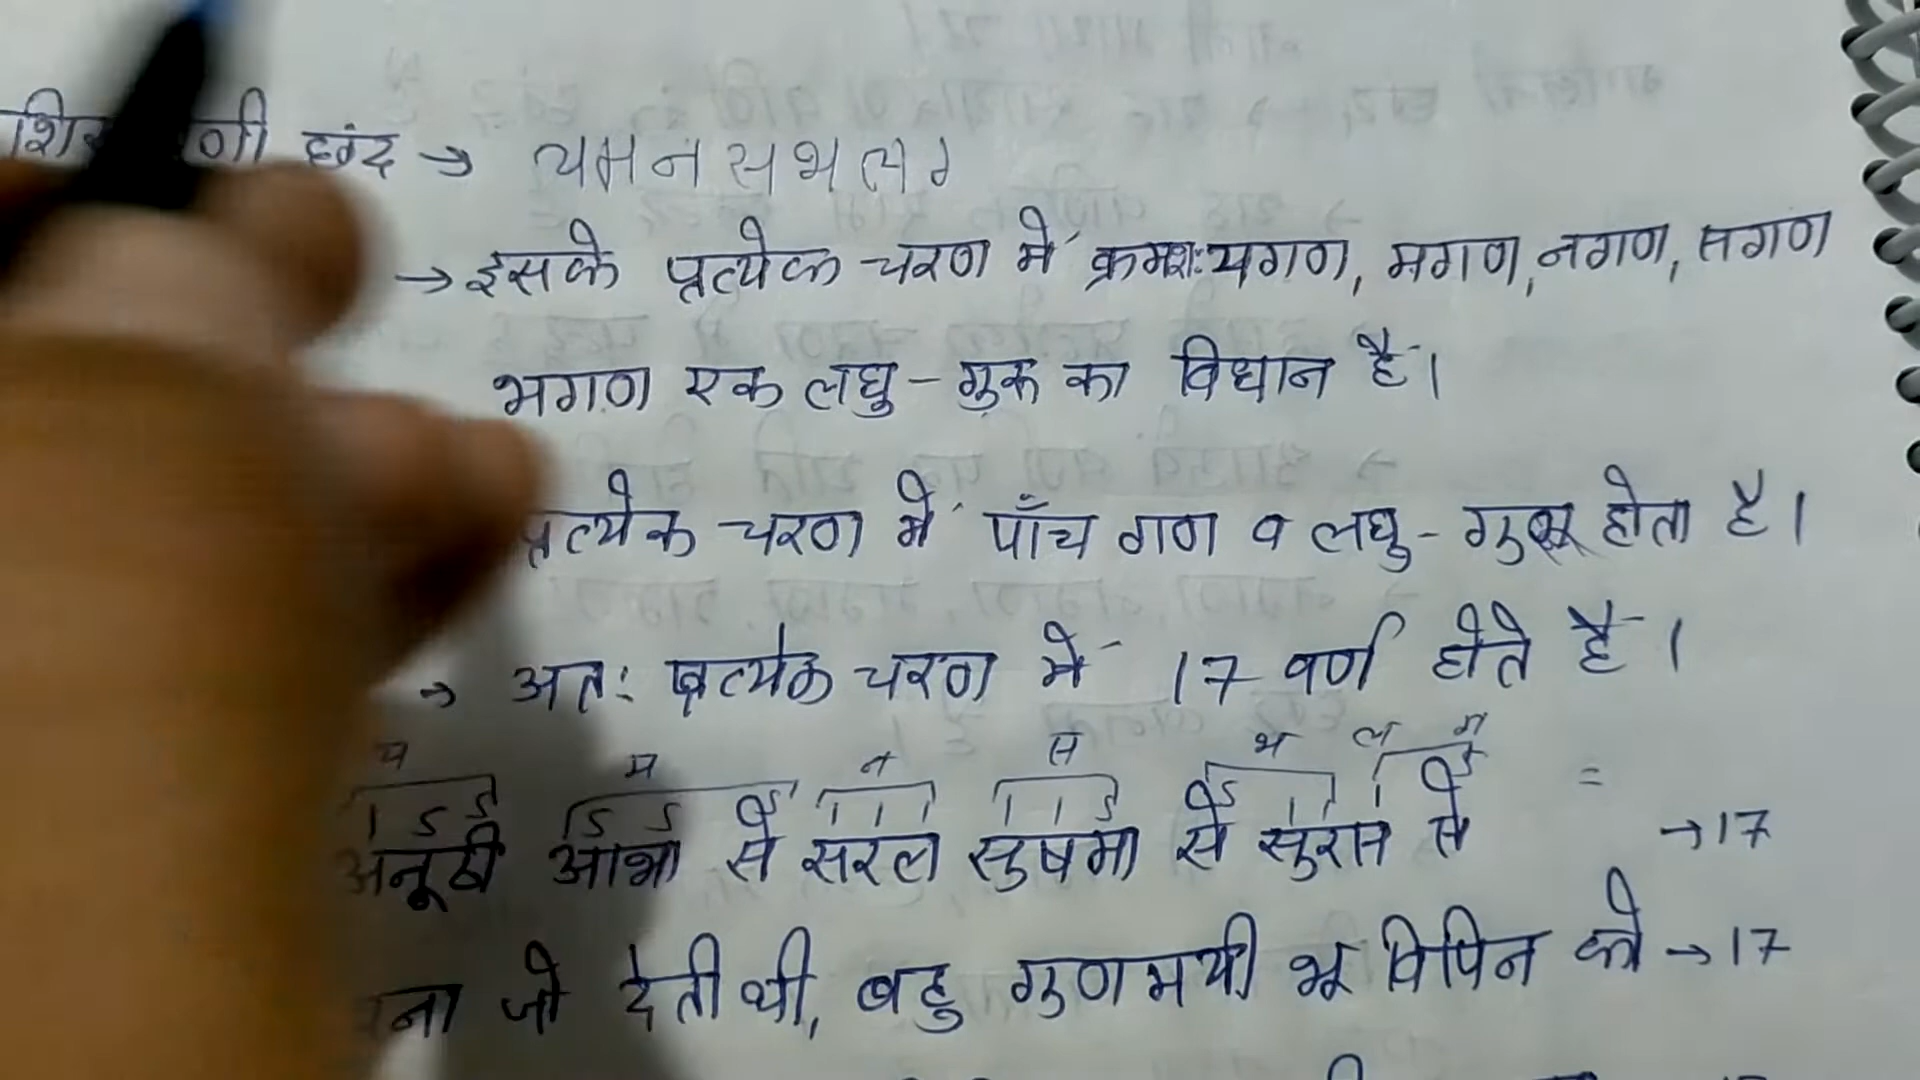 छंद → यमनसभलग
→ इसके प्रत्येक चरण में क्रमशः यगण, मगण, नगण, सगण
भगण एक लघु - गुरू का विधान है।
प्रत्येक चरण में पाँच गण व लघु - गुरू होता है।
→ अतः प्रत्येक चरण में 17 वर्ण होते है।
य म न स भ ल ग
I S S S S S I I I I I S S I I I S =
अनूठी आभा से सरल सुषमा से सुरस से → 17
जो देती थी, बहु गुणमयी भू विपिन को → 17